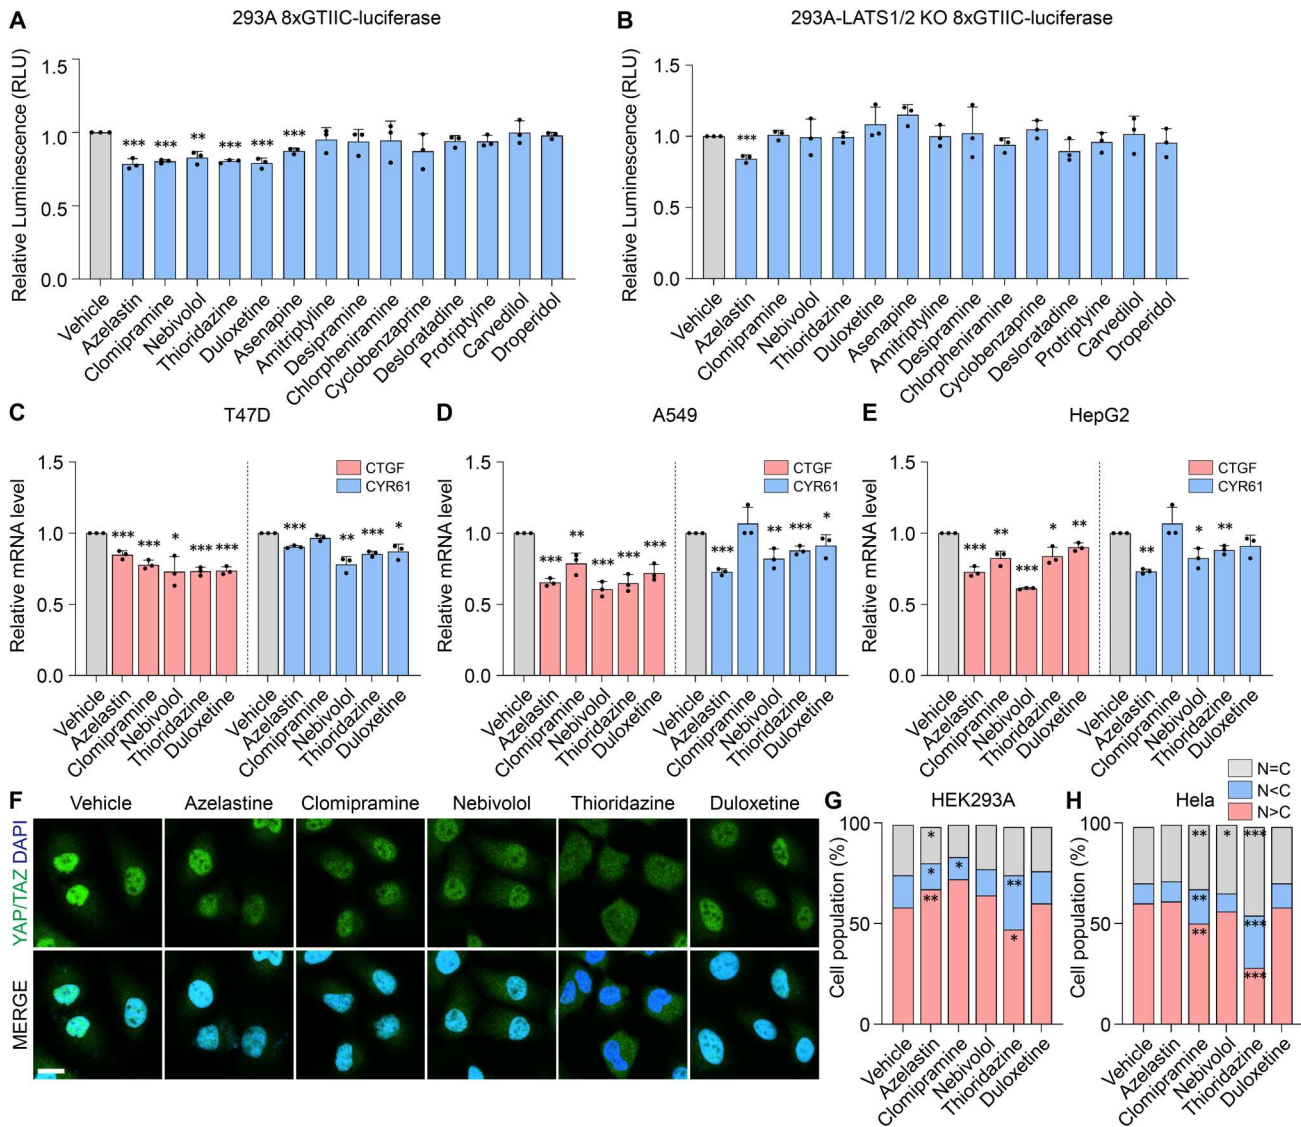 A
293A 8xGTIIC-luciferase
Relative Luminescence (RLU)
1.5
1.0
0.5
0.0
*** *** ** *** *** ***
Vehicle
Azelastin
Clomipramine
Nebivolol
Thioridazine
Duloxetine
Asenapine
Amitriptyline
Desipramine
Chlorpheniramine
Cyclobenzaprine
Desloratadine
Protriptyine
Carvedilol
Droperidol
B
293A-LATS1/2 KO 8xGTIIC-luciferase
Relative Luminescence (RLU)
1.5
1.0
0.5
0.0
***
Vehicle
Azelastin
Clomipramine
Nebivolol
Thioridazine
Duloxetine
Asenapine
Amitriptyline
Desipramine
Chlorpheniramine
Cyclobenzaprine
Desloratadine
Protriptyine
Carvedilol
Droperidol
C
T47D
Relative mRNA level
1.5
1.0
0.5
0.0
CTGF
CYR61
*** *** * *** *** *** ** *** *
Vehicle
Azelastin
Clomipramine
Nebivolol
Thioridazine
Duloxetine
Vehicle
Azelastin
Clomipramine
Nebivolol
Thioridazine
Duloxetine
D
A549
Relative mRNA level
1.5
1.0
0.5
0.0
CTGF
CYR61
*** ** *** *** *** *** ** *** *
Vehicle
Azelastin
Clomipramine
Nebivolol
Thioridazine
Duloxetine
Vehicle
Azelastin
Clomipramine
Nebivolol
Thioridazine
Duloxetine
E
HepG2
Relative mRNA level
1.5
1.0
0.5
0.0
CTGF
CYR61
*** ** *** * ** ** * **
Vehicle
Azelastin
Clomipramine
Nebivolol
Thioridazine
Duloxetine
Vehicle
Azelastin
Clomipramine
Nebivolol
Thioridazine
Duloxetine
F
Vehicle
Azelastine
Clomipramine
Nebivolol
Thioridazine
Duloxetine
YAP/TAZ DAPI
MERGE
N=C
N<C
N>C
G
HEK293A
Cell population (%)
100
50
0
* * ** * ** *
Vehicle
Azelastin
Clomipramine
Nebivolol
Thioridazine
Duloxetine
H
Hela
Cell population (%)
100
50
0
** ** ** * *** *** ***
Vehicle
Azelastin
Clomipramine
Nebivolol
Thioridazine
Duloxetine